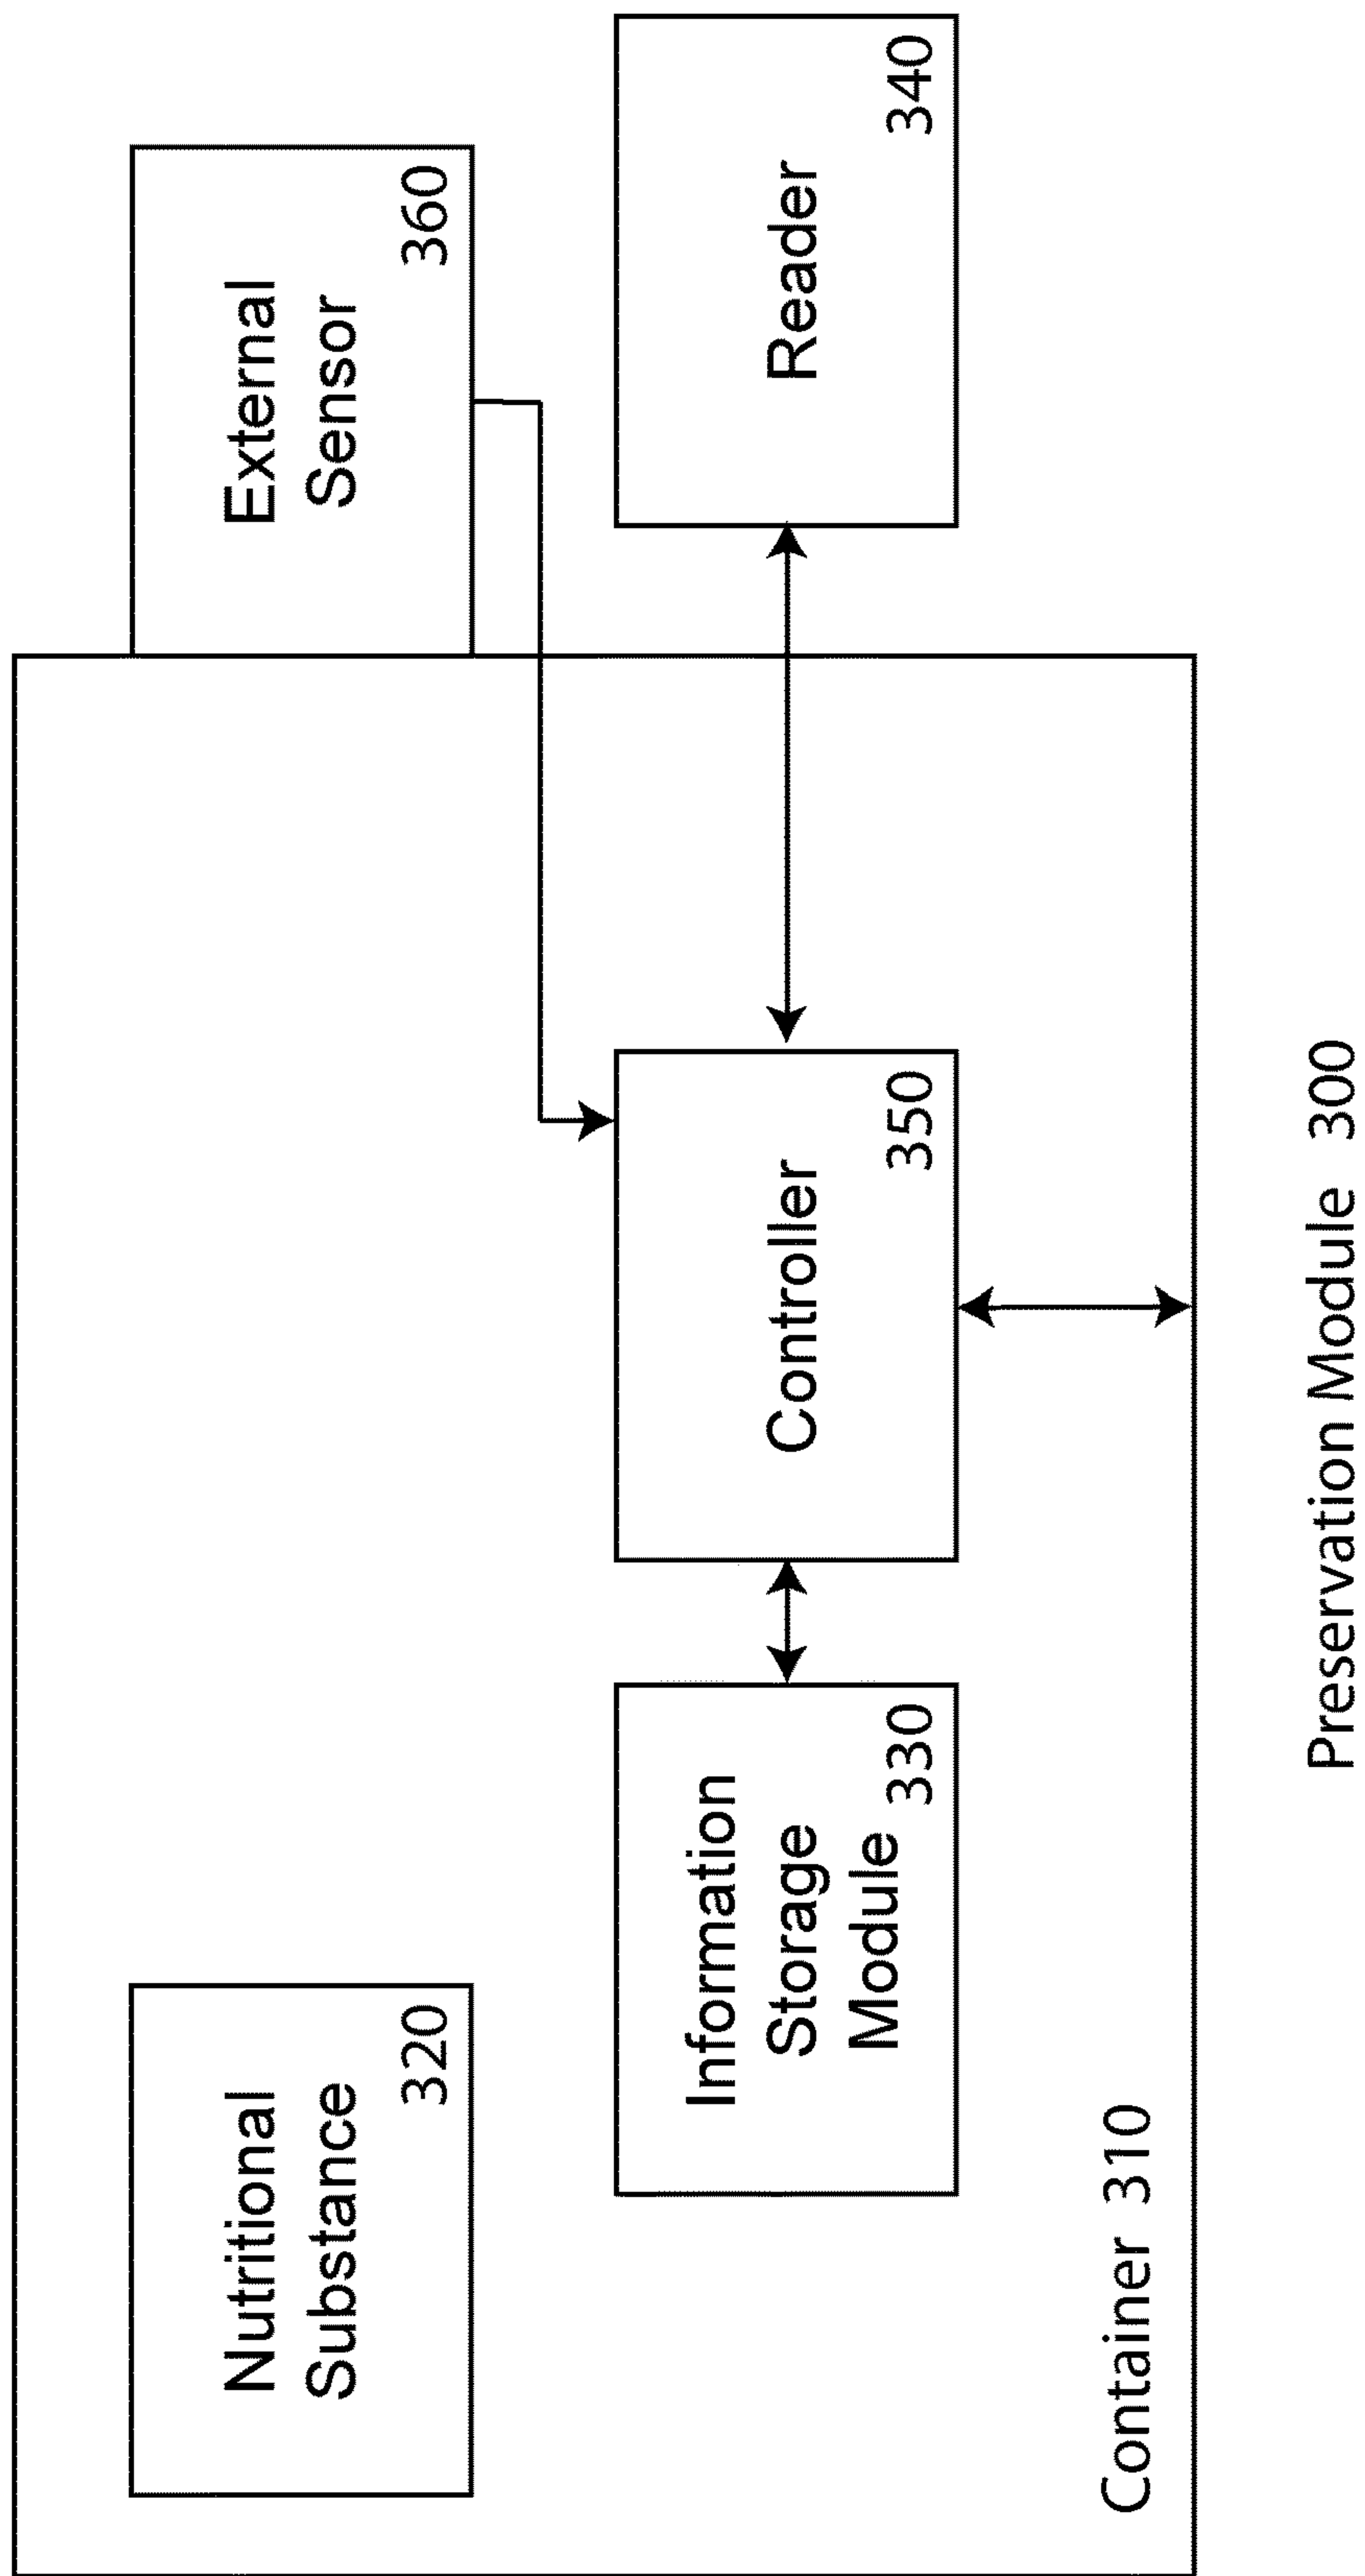 Nutritional
Substance
320
External
Sensor
360
Information
Storage
Module
330
Controller
350
Reader
340
Container 310
Preservation Module 300